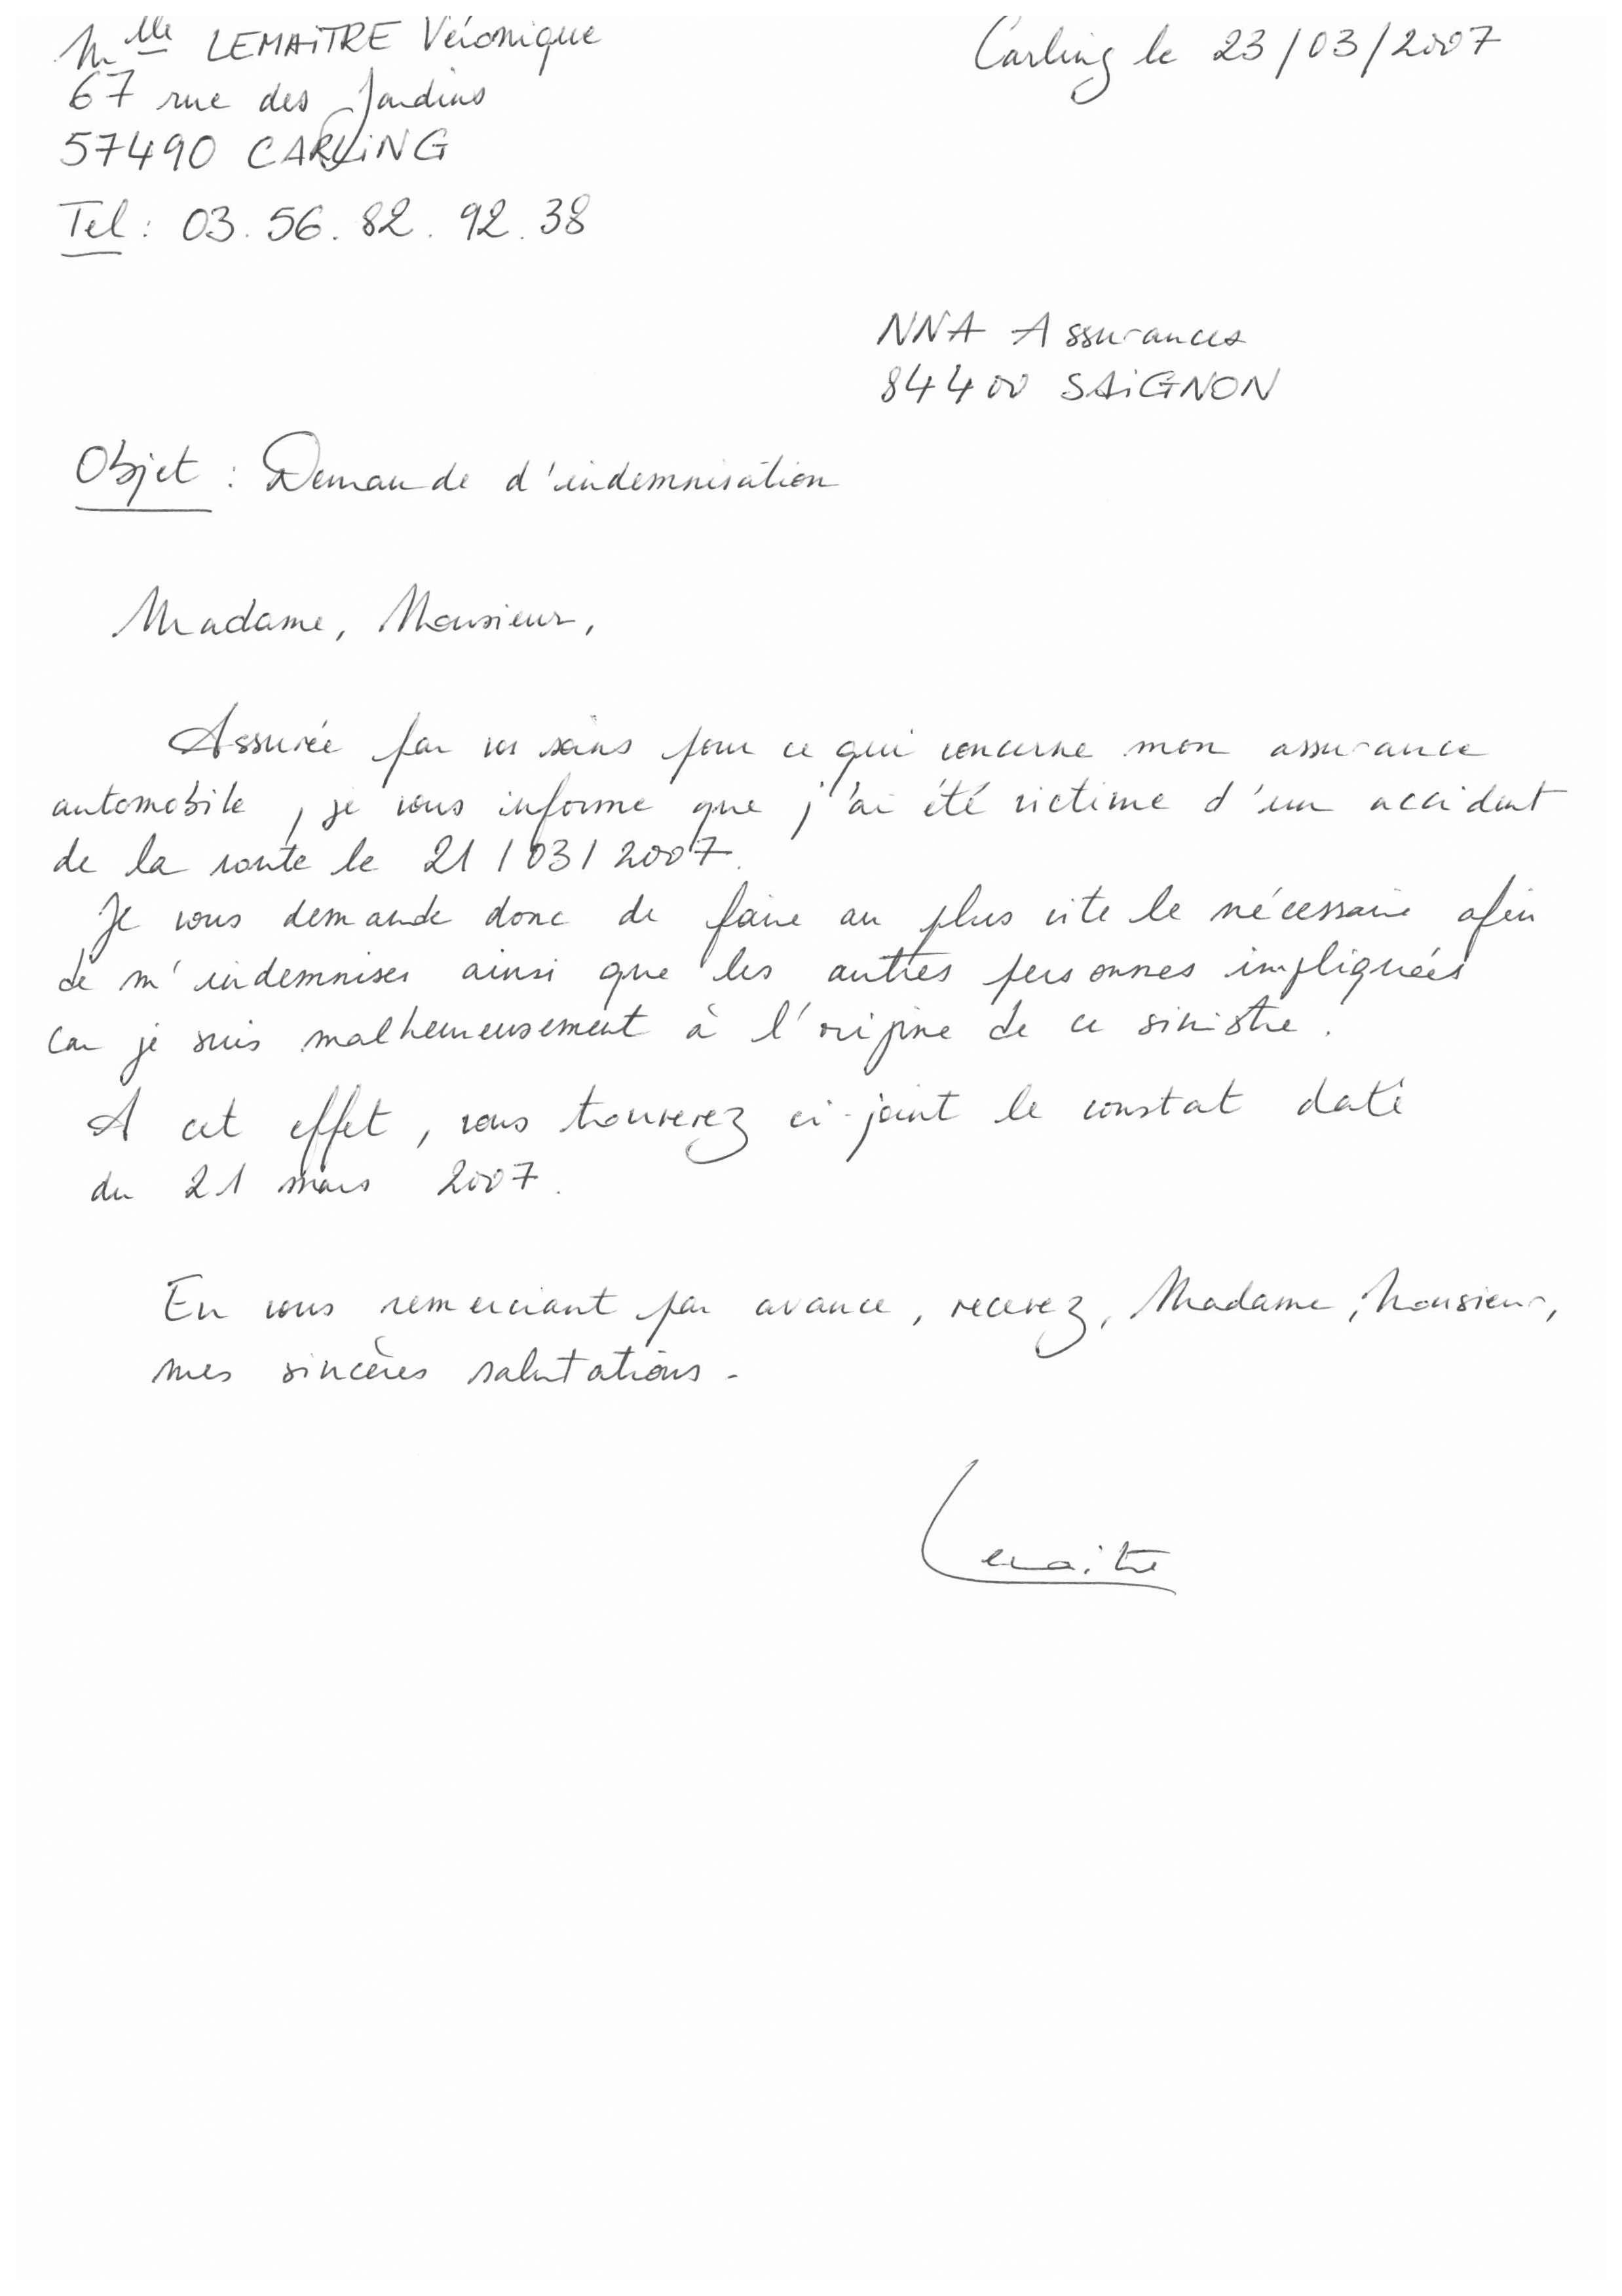 Mlle LEMAITRE Véronique
Carling le 23/03/2007
67 rue des Jardins
57490 CARLING
Tel : 03.56.82.92.38
NNA Assurances
84400 SAIGNON
Objet : Demande d'indemnisation
Madame, Monsieur,
Assurée par vos soins pour ce qui concerne mon assurance
automobile, je vous informe que j'ai été victime d'un accident
de la route le 21/03/2007.
Je vous demande donc de faire au plus vite le nécessaire afin
de m'indemniser ainsi que les autres personnes impliquées
car je suis malheureusement à l'origine de ce sinistre.
A cet effet, vous trouverez ci-joint le constat daté
du 21 mars 2007.
En vous remerciant par avance, recevez, Madame, Monsieur,
mes sincères salutations.
Lemaitre